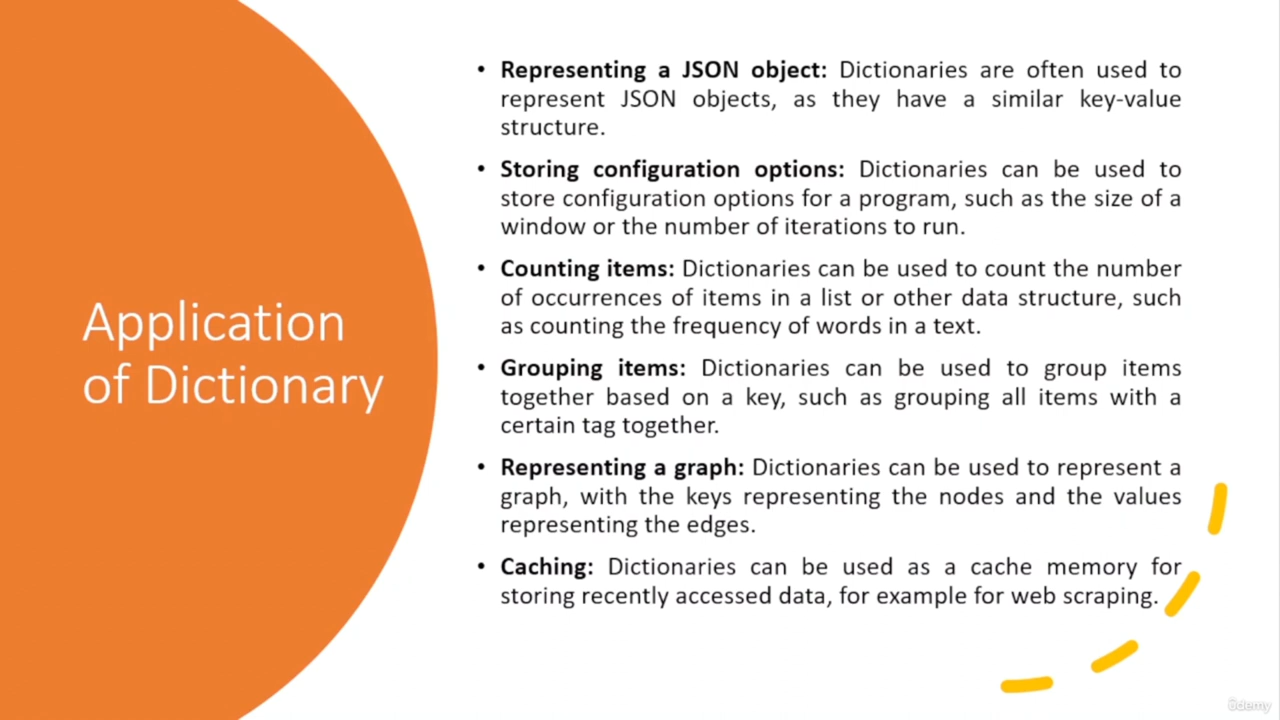 Application
of Dictionary
• Representing a JSON object: Dictionaries are often used to
represent JSON objects, as they have a similar key-value
structure.
• Storing configuration options: Dictionaries can be used to
store configuration options for a program, such as the size of a
window or the number of iterations to run.
• Counting items: Dictionaries can be used to count the number
of occurrences of items in a list or other data structure, such
as counting the frequency of words in a text.
• Grouping items: Dictionaries can be used to group items
together based on a key, such as grouping all items with a
certain tag together.
• Representing a graph: Dictionaries can be used to represent a
graph, with the keys representing the nodes and the values
representing the edges.
• Caching: Dictionaries can be used as a cache memory for
storing recently accessed data, for example for web scraping.
ûdemy